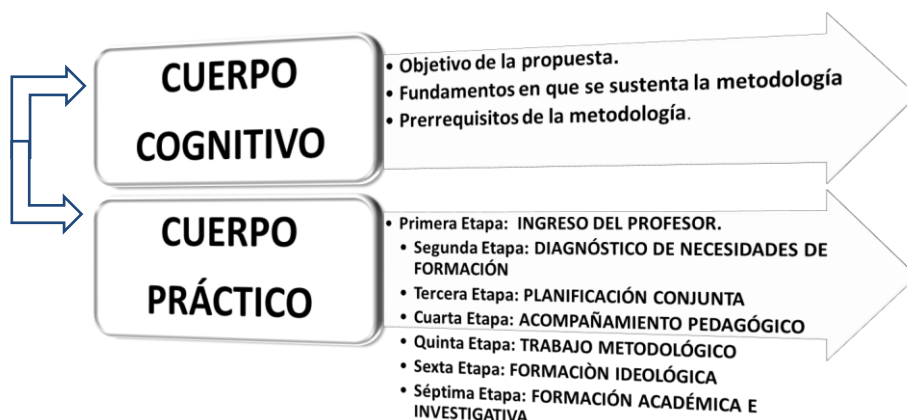 CUERPO
COGNITIVO
• Objetivo de la propuesta.
• Fundamentos en que se sustenta la metodología
• Prerrequisitos de la metodología.
CUERPO
PRÁCTICO
• Primera Etapa: INGRESO DEL PROFESOR.
• Segunda Etapa: DIAGNÓSTICO DE NECESIDADES DE
FORMACIÓN
• Tercera Etapa: PLANIFICACIÓN CONJUNTA
• Cuarta Etapa: ACOMPAÑAMIENTO PEDAGÓGICO
• Quinta Etapa: TRABAJO METODOLÓGICO
• Sexta Etapa: FORMACIÒN IDEOLÓGICA
• Séptima Etapa: FORMACIÓN ACADÉMICA E
INVESTIGATIVA